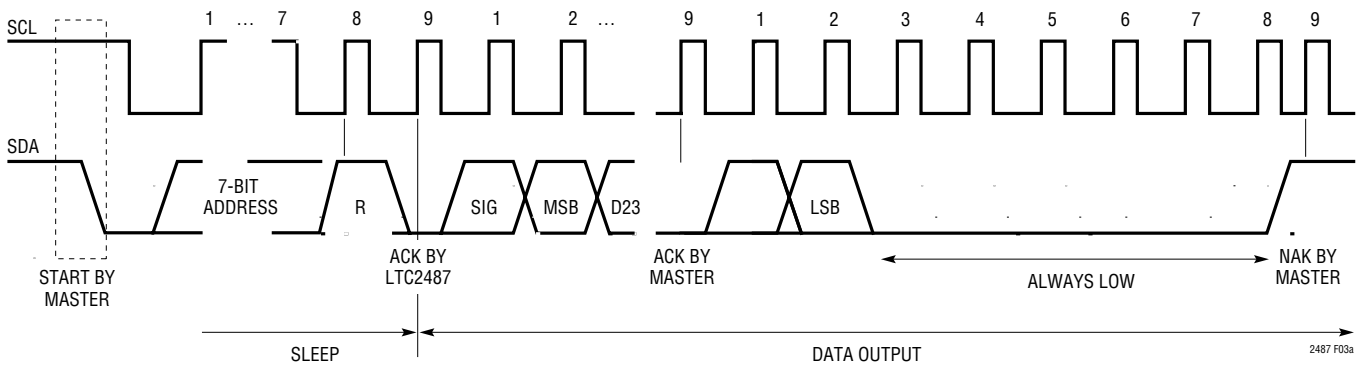 1 … 7 8 9 1 2 … 9 1 2 3 4 5 6 7 8 9
SCL
SDA
7-BIT
ADDRESS
R
SIG
MSB
D23
LSB
START BY
MASTER
ACK BY
LTC2487
ACK BY
MASTER
ALWAYS LOW
NAK BY
MASTER
SLEEP
DATA OUTPUT
2487 F03a